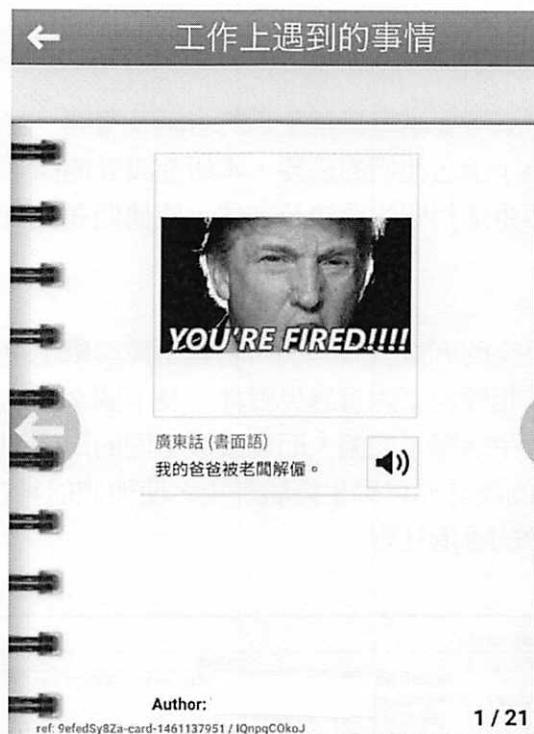 工作上遇到的事情
YOU'RE FIRED!!!!
廣東話 (書面語)
我的爸爸被老闆解僱。
Author:
ref: 9efedSy8Za-card-1461137951 / IQnpqCOkoJ
1 / 21